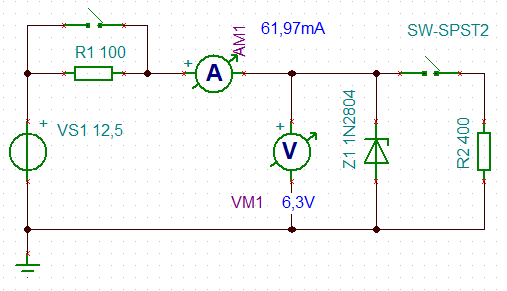 61,97mA
AM1
SW-SPST2
R1 100
+
A
+
VS1 12,5
+
V
Z1 1N2804
R2 400
VM1
6,3V